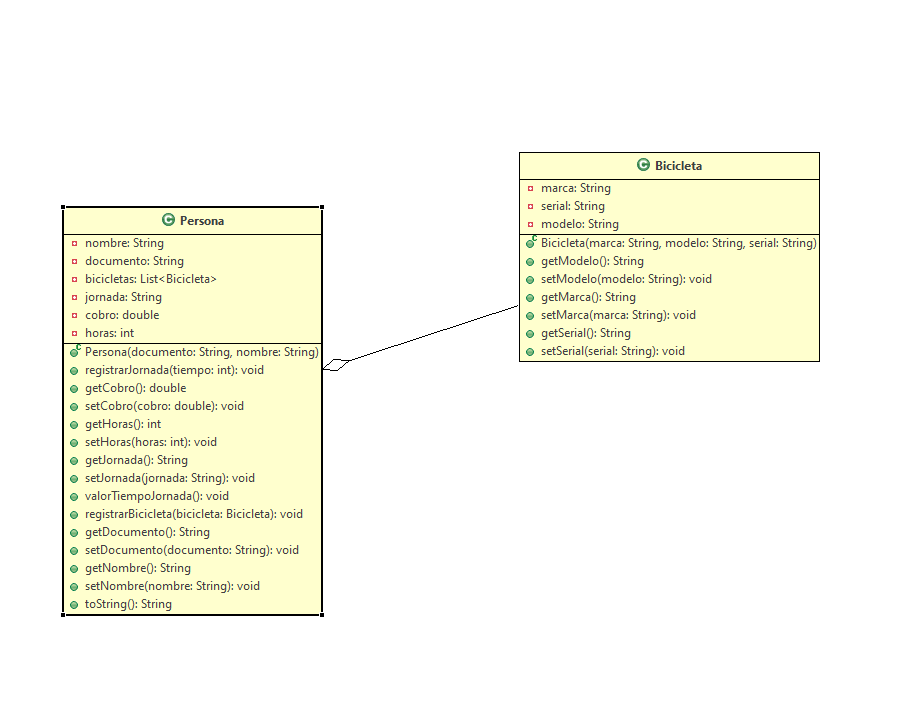 Persona
nombre: String
documento: String
bicicletas: List<Bicicleta>
jornada: String
cobro: double
horas: int
Persona(documento: String, nombre: String)
registrarJornada(tiempo: int): void
getCobro(): double
setCobro(cobro: double): void
getHoras(): int
setHoras(horas: int): void
getJornada(): String
setJornada(jornada: String): void
valorTiempoJornada(): void
registrarBicicleta(bicicleta: Bicicleta): void
getDocumento(): String
setDocumento(documento: String): void
getNombre(): String
setNombre(nombre: String): void
toString(): String
Bicicleta
marca: String
serial: String
modelo: String
Bicicleta(marca: String, modelo: String, serial: String)
getModelo(): String
setModelo(modelo: String): void
getMarca(): String
setMarca(marca: String): void
getSerial(): String
setSerial(serial: String): void